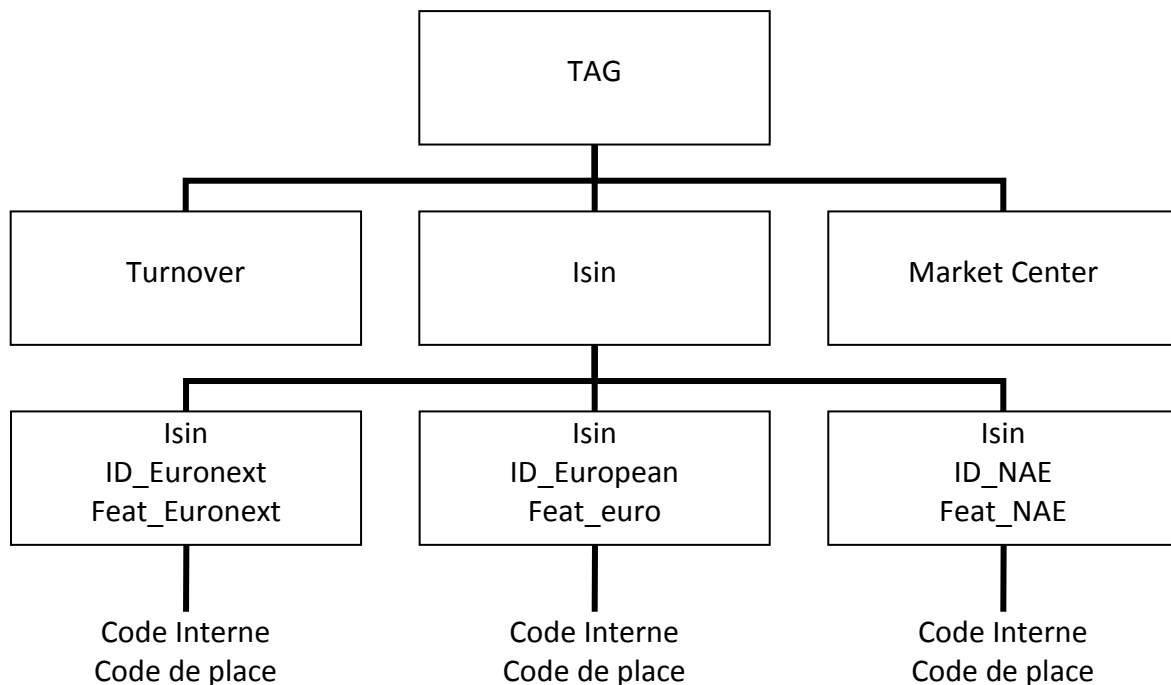 TAG
Turnover
Isin
Market Center
Isin
ID_Euronext
Feat_Euronext
Isin
ID_European
Feat_euro
Isin
ID_NAE
Feat_NAE
Code Interne
Code de place
Code Interne
Code de place
Code Interne
Code de place